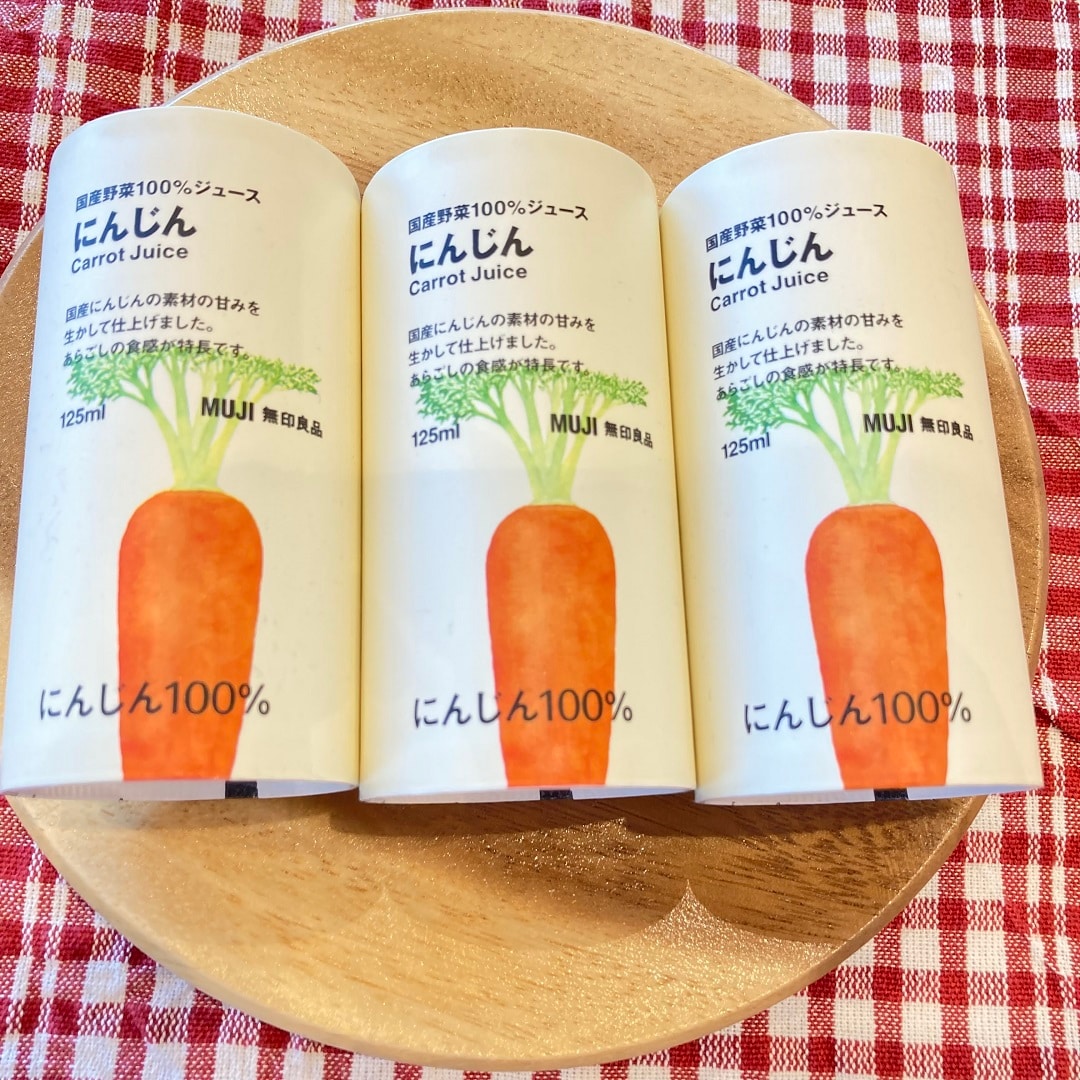 国産野菜100%ジュース
にんじん
Carrot Juice
国産にんじんの素材の甘みを
生かして仕上げました。
あらごしの食感が特長です。
125ml
MUJI 無印良品
にんじん100%
国産野菜100%ジュース
にんじん
Carrot Juice
国産にんじんの素材の甘みを
生かして仕上げました。
あらごしの食感が特長です。
125ml
MUJI 無印良品
にんじん100%
国産野菜100%ジュース
にんじん
Carrot Juice
国産にんじんの素材の甘みを
生かして仕上げました。
あらごしの食感が特長です。
125ml
MUJI 無印良品
にんじん100%